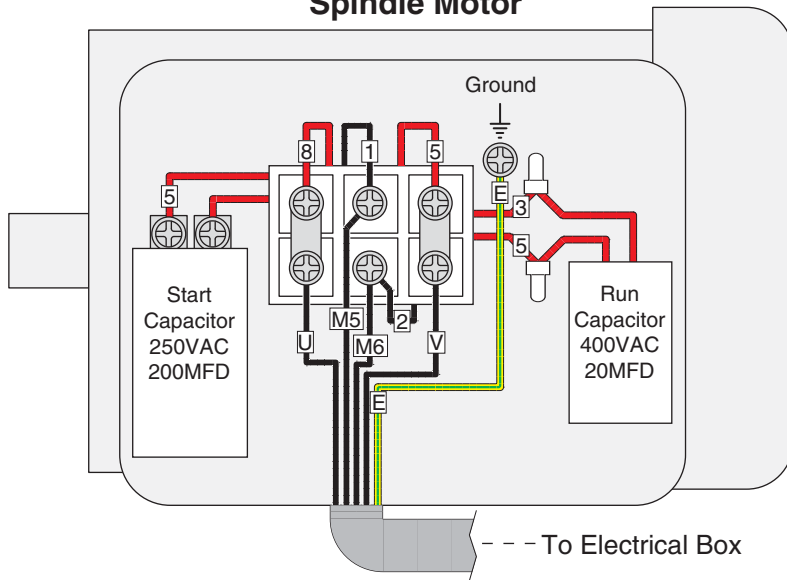 Spindle Motor
Ground
8
1
5
5
E
3
5
Start
Capacitor
250VAC
200MFD
Run
Capacitor
400VAC
20MFD
M5
2
U
M6
V
E
To Electrical Box